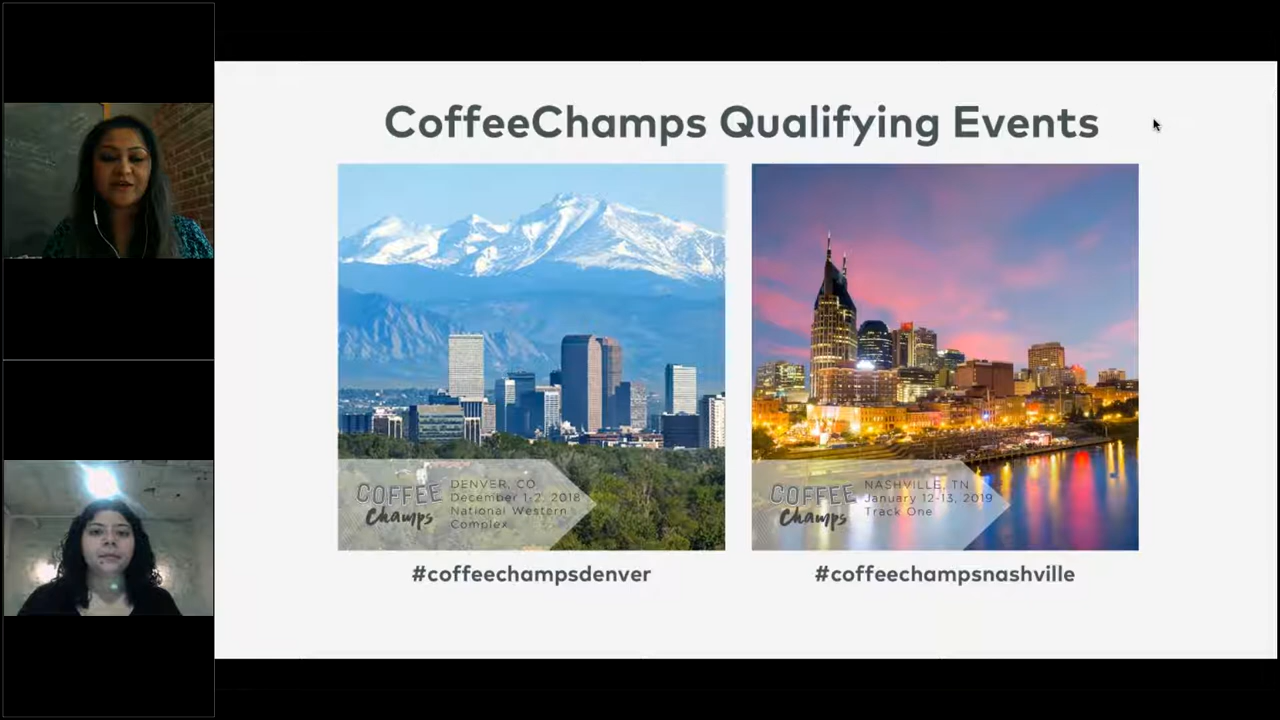 CoffeeChamps Qualifying Events
COFFEE
Champs
DENVER, CO
December 1-2, 2018
National Western
Complex
COFFEE
Champs
NASHVILLE, TN
January 12-13, 2019
Track One
#coffeechampsdenver
#coffeechampsnashville